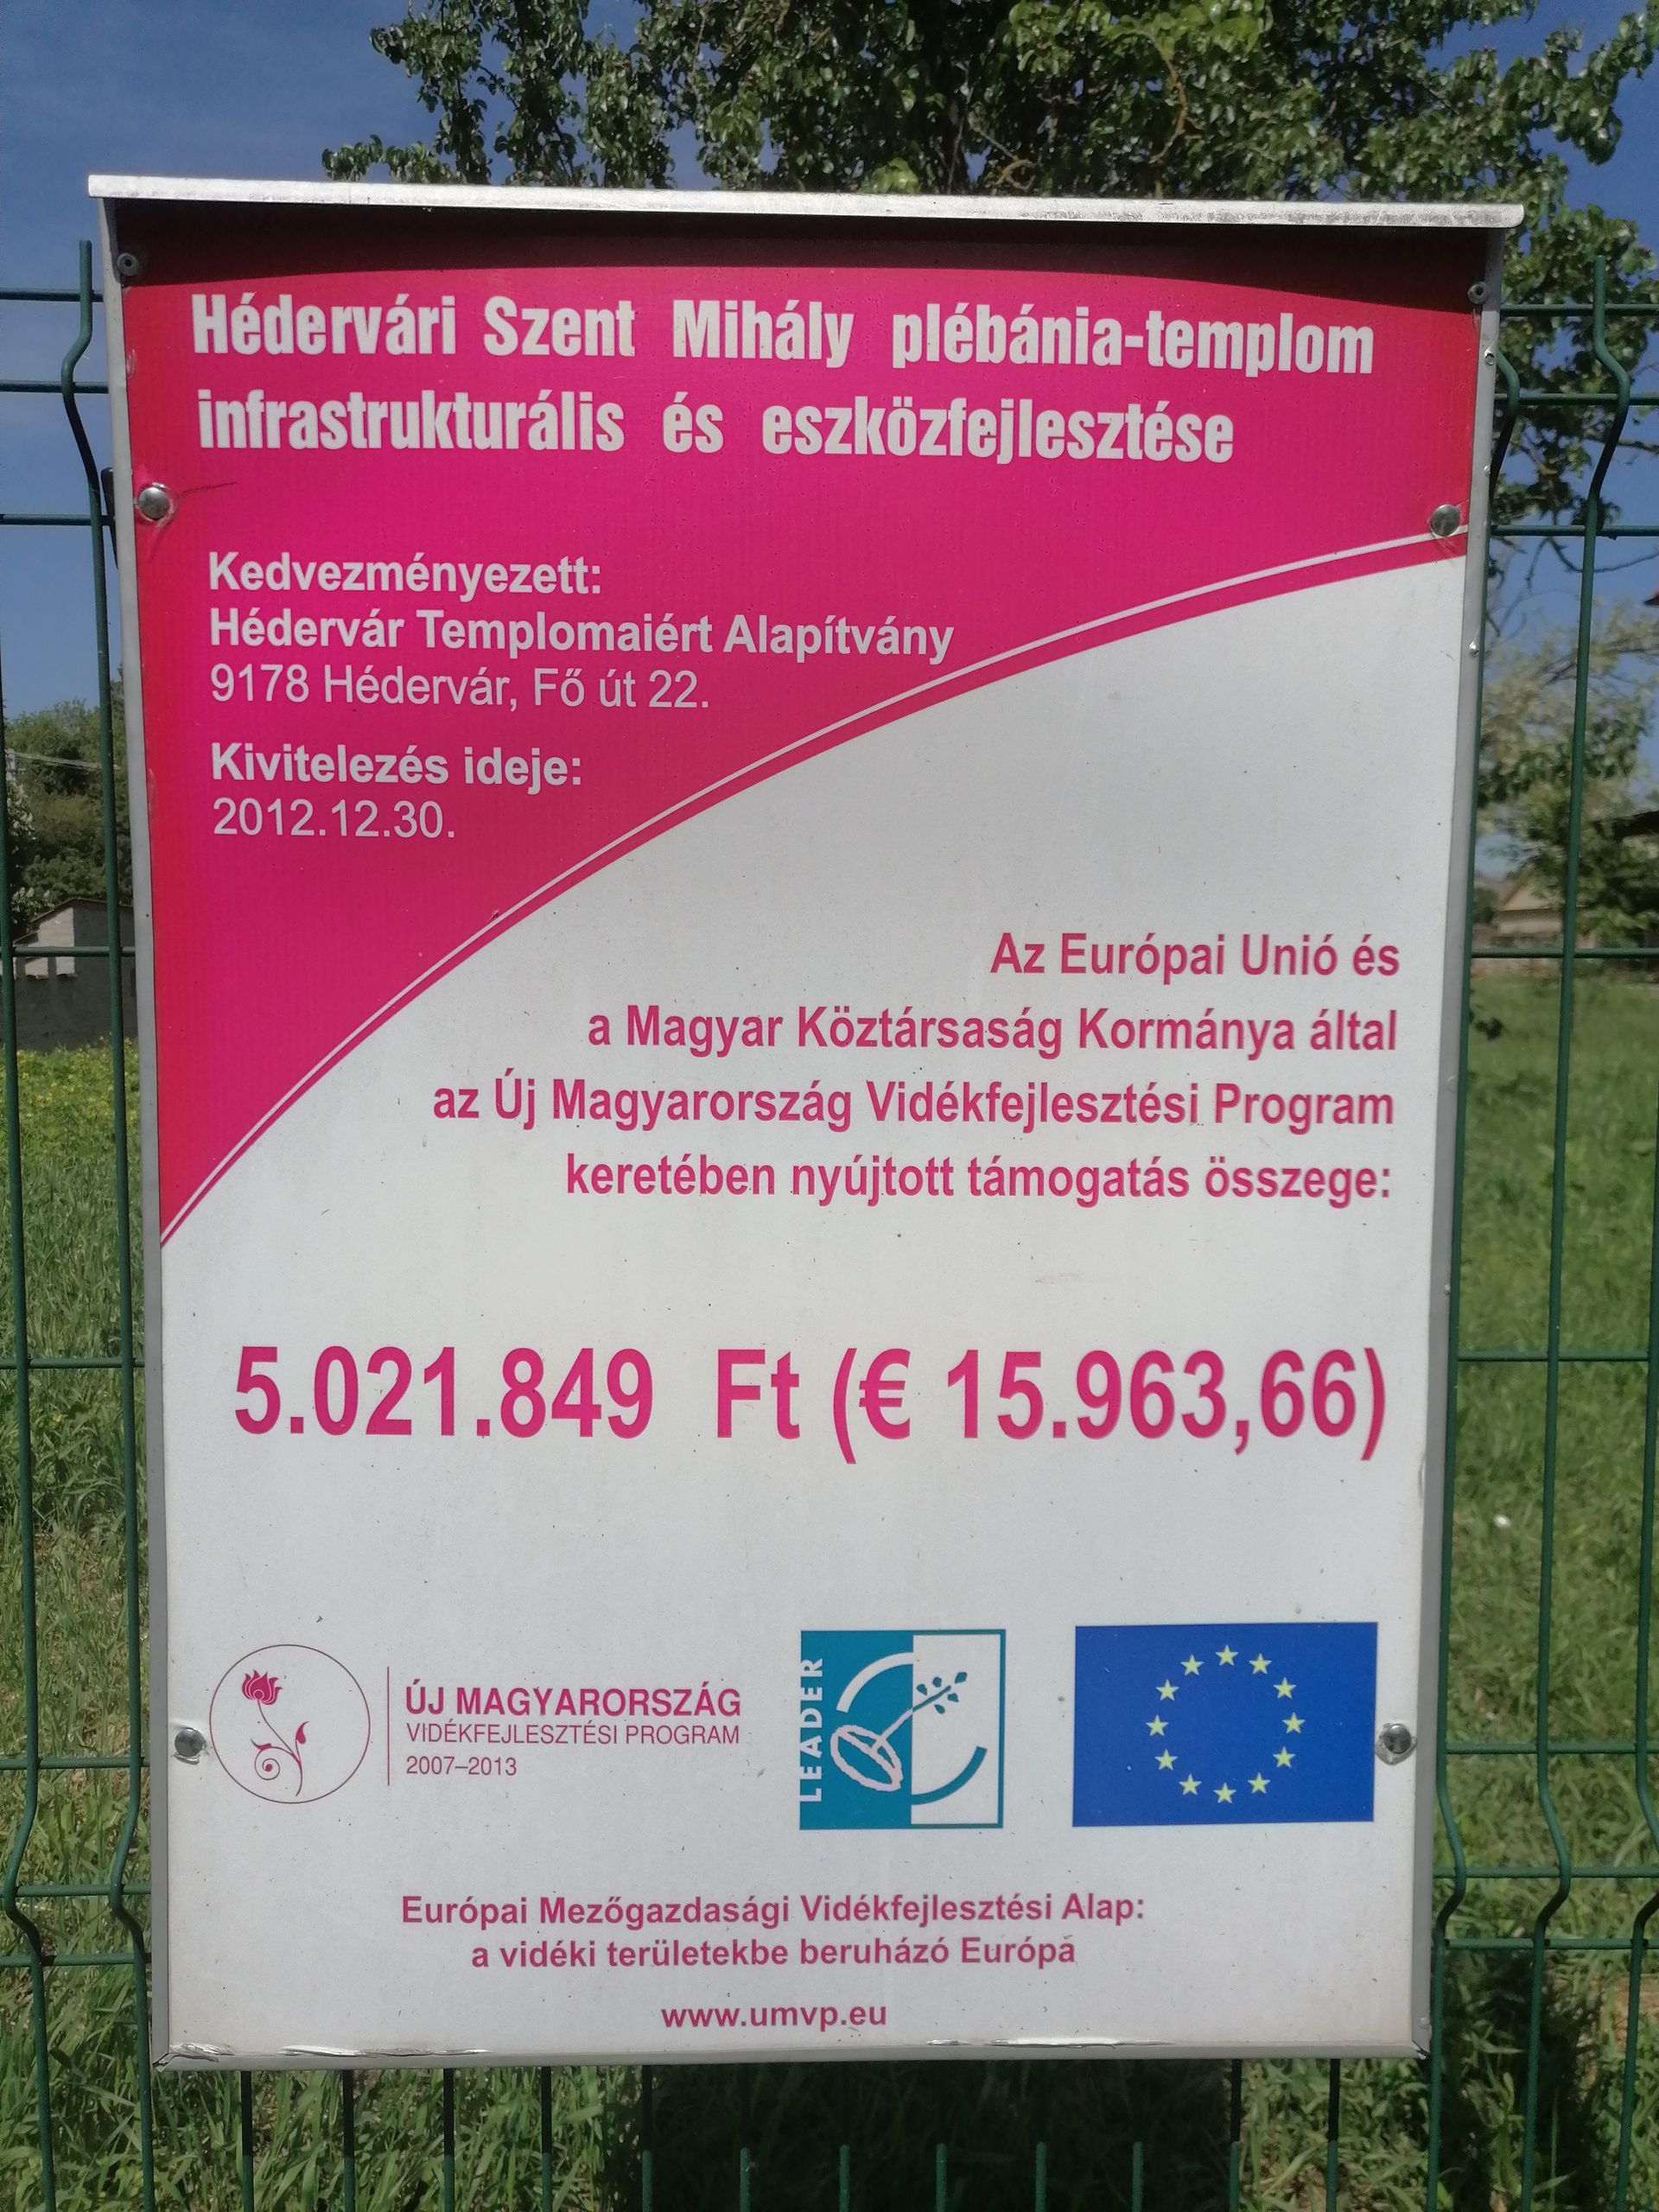 Hédervári Szent Mihály plébánia-templom
infrastrukturális és eszközfejlesztése
Kedvezményezett:
Hédervár Templomaiért Alapítvány
9178 Hédervár, Fő út 22.
Kivitelezés ideje:
2012.12.30.
Az Európai Unió és
a Magyar Köztársaság Kormánya által
az Új Magyarország Vidékfejlesztési Program
keretében nyújtott támogatás összege:
5.021.849 Ft (€ 15.963,66)
ÚJ MAGYARORSZÁG
VIDÉKFEJLESZTÉSI PROGRAM
2007–2013
LEADER
Európai Mezőgazdasági Vidékfejlesztési Alap:
a vidéki területekbe beruházó Európa
www.umvp.eu